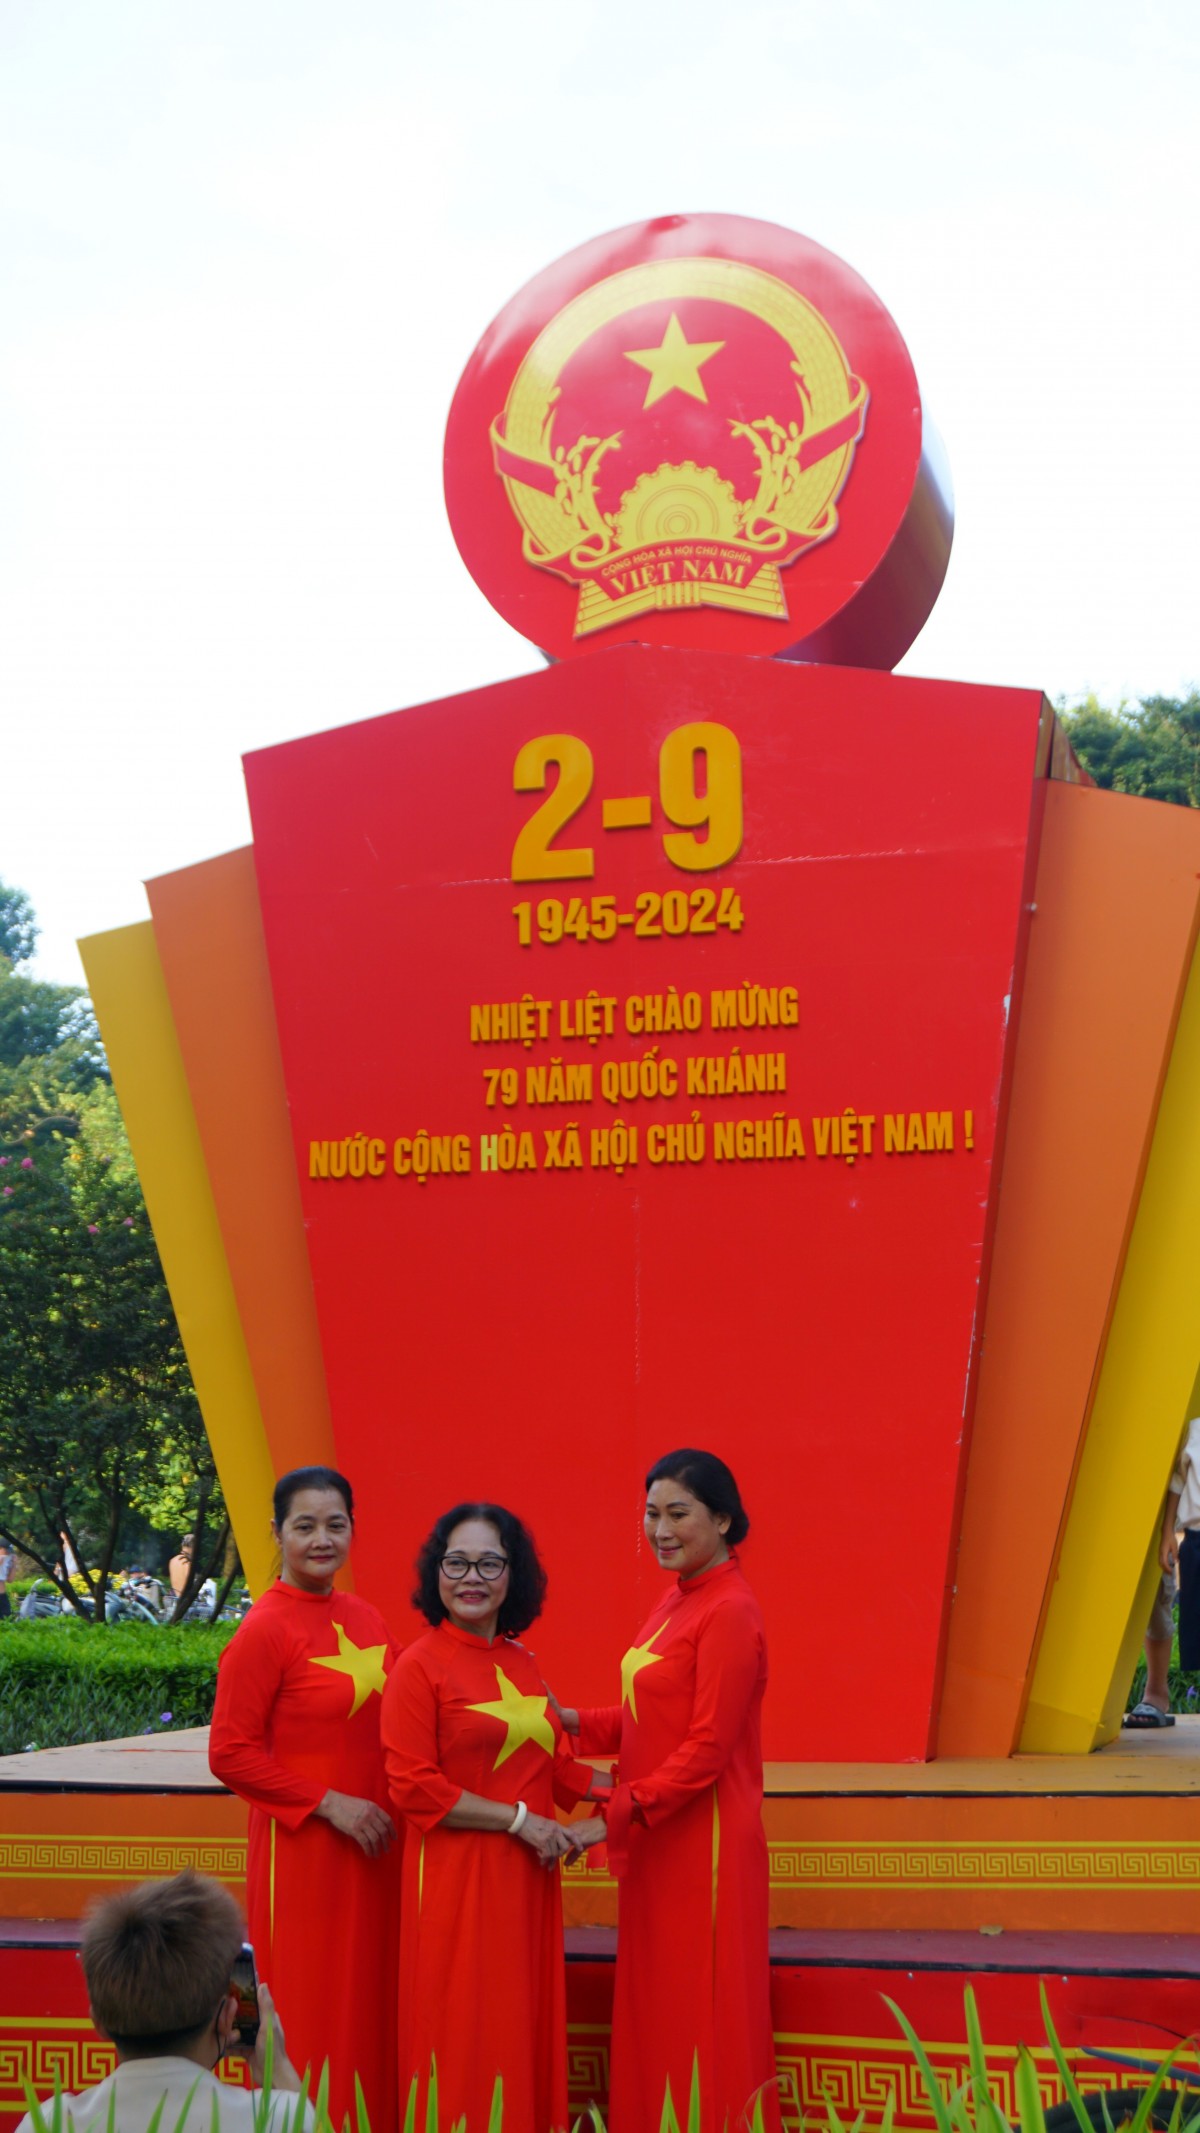 CỘNG HÒA XÃ HỘI CHỦ NGHĨA
VIỆT NAM
2-9
1945-2024
NHIỆT LIỆT CHÀO MỪNG
79 NĂM QUỐC KHÁNH
NƯỚC CỘNG HÒA XÃ HỘI CHỦ NGHĨA VIỆT NAM !